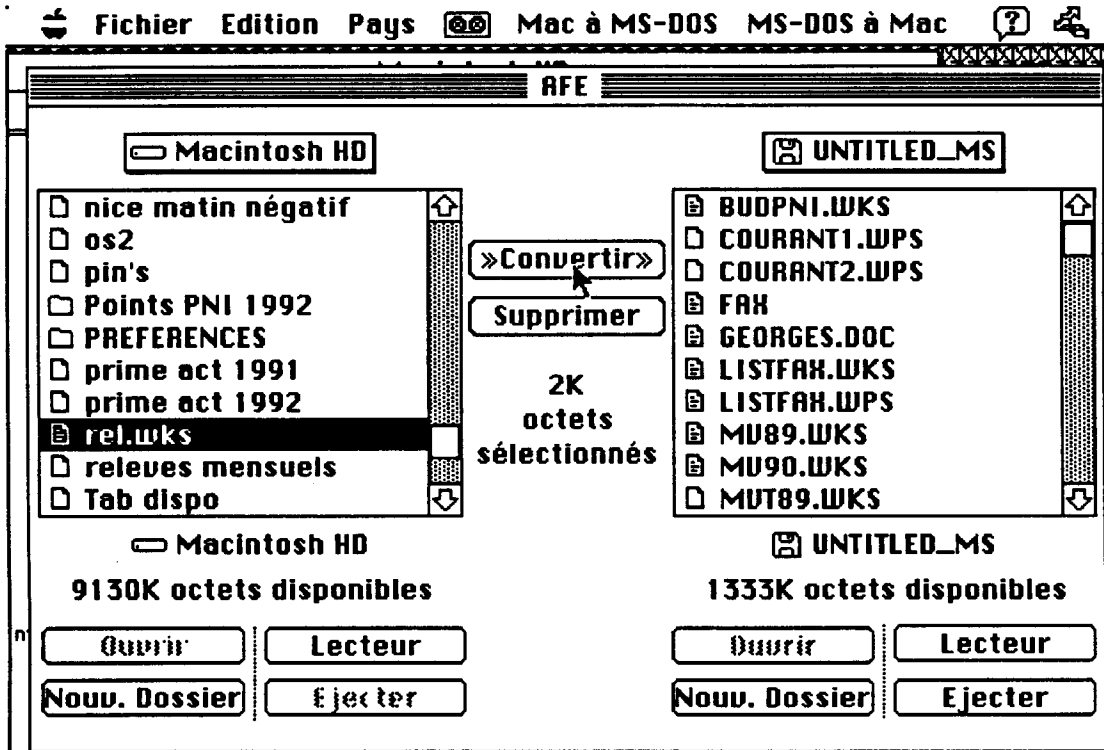 Fichier Edition Pays Mac à MS-DOS MS-DOS à Mac
AFE
Macintosh HD
nice matin négatif
os2
pin's
Points PNI 1992
PREFERENCES
prime act 1991
prime act 1992
rel.wks
releves mensuels
Tab dispo
Macintosh HD
9130K octets disponibles
Ouvrir Lecteur
Nouv. Dossier Ejecter
»Convertir»
Supprimer
2K
octets
sélectionnés
UNTITLED_MS
BUDPNI.WKS
COURANT1.WPS
COURANT2.WPS
FAX
GEORGES.DOC
LISTFAX.WKS
LISTFAX.WPS
MV89.WKS
MV90.WKS
MVT89.WKS
UNTITLED_MS
1333K octets disponibles
Ouvrir Lecteur
Nouv. Dossier Ejecter